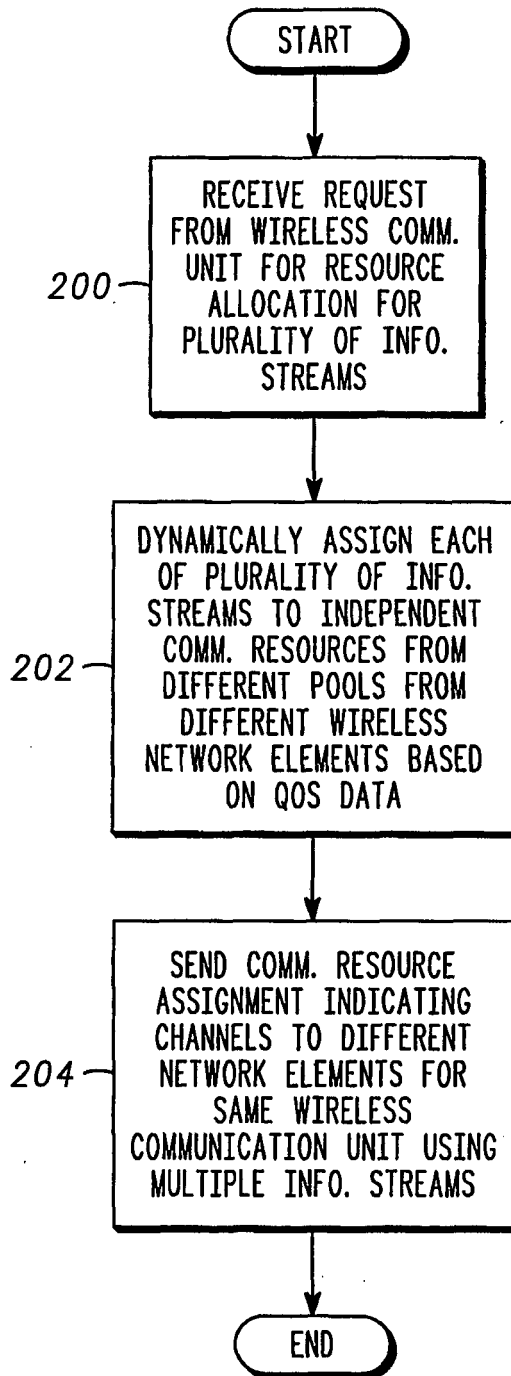 START
RECEIVE REQUEST
FROM WIRELESS COMM.
UNIT FOR RESOURCE
ALLOCATION FOR
PLURALITY OF INFO.
STREAMS
200
DYNAMICALLY ASSIGN EACH
OF PLURALITY OF INFO.
STREAMS TO INDEPENDENT
COMM. RESOURCES FROM
DIFFERENT POOLS FROM
DIFFERENT WIRELESS
NETWORK ELEMENTS BASED
ON QOS DATA
202
SEND COMM. RESOURCE
ASSIGNMENT INDICATING
CHANNELS TO DIFFERENT
NETWORK ELEMENTS FOR
SAME WIRELESS
COMMUNICATION UNIT USING
MULTIPLE INFO. STREAMS
204
END